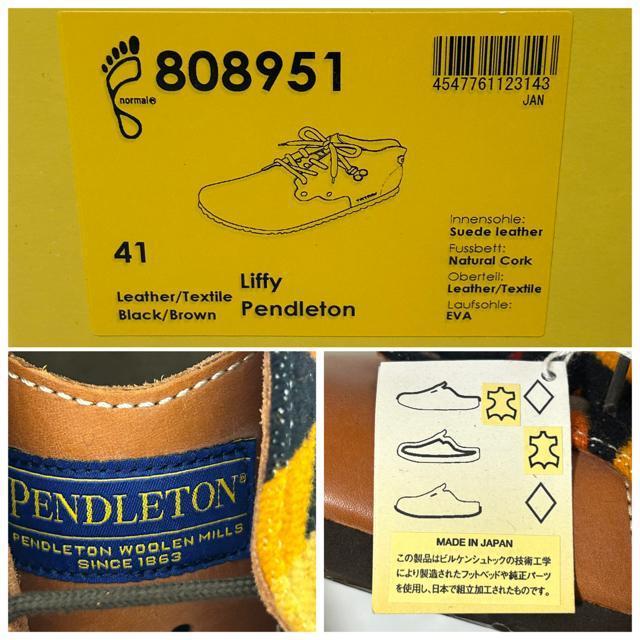 808951
normal®
4547761123143
JAN
41
Leather/Textile
Black/Brown
Liffy
Pendleton
Innensohle:
Suede leather
Fussbett:
Natural Cork
Oberteil:
Leather/Textile
Laufsohle:
EVA
PENDLETON®
PENDLETON WOOLEN MILLS
SINCE 1863
MADE IN JAPAN
この製品はビルケンシュトックの技術工学
により製造されたフットベッドや純正パーツ
を使用し、日本で組立加工されたものです。